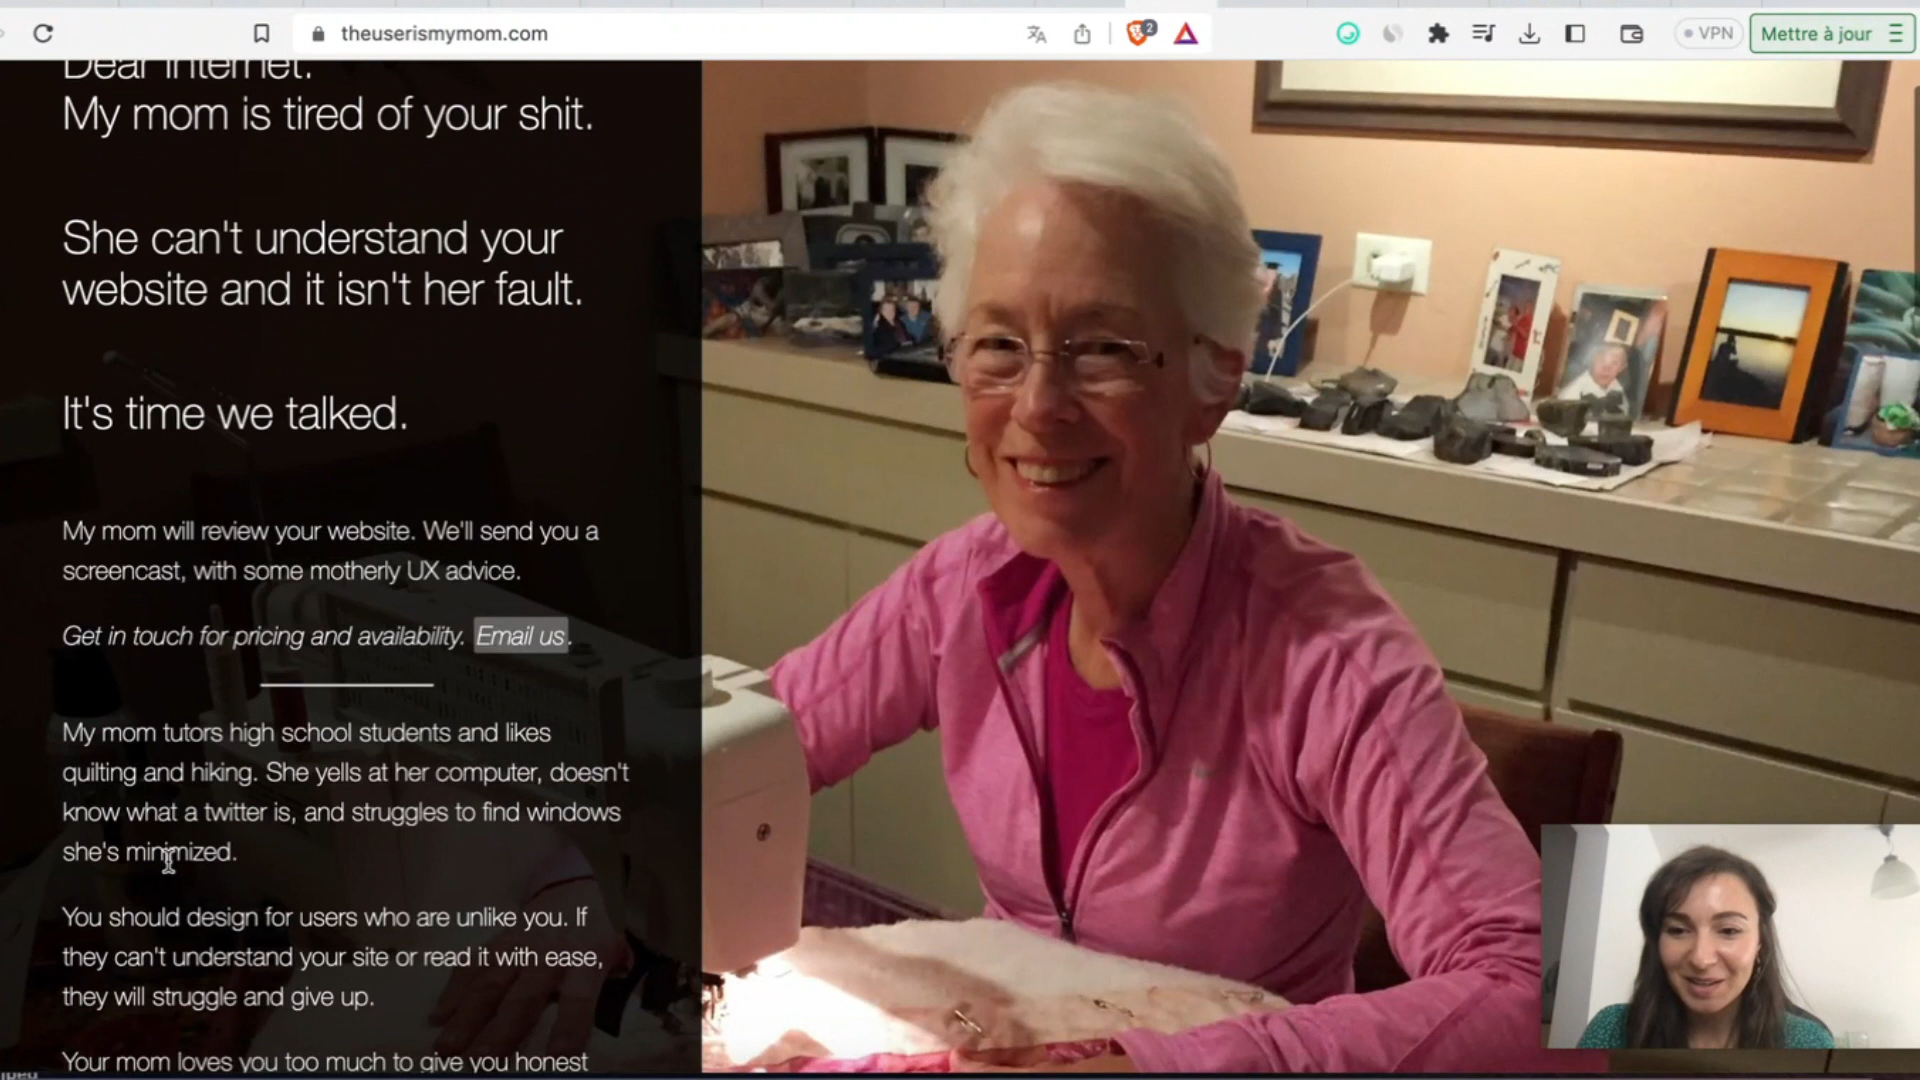 theuserismymom.com
2
VPN
Mettre à jour
Dear Internet.
My mom is tired of your shit.
She can't understand your
website and it isn't her fault.
It's time we talked.
My mom will review your website. We'll send you a
screencast, with some motherly UX advice.
Get in touch for pricing and availability. Email us.
My mom tutors high school students and likes
quilting and hiking. She yells at her computer, doesn't
know what a twitter is, and struggles to find windows
she's minimized.
You should design for users who are unlike you. If
they can't understand your site or read it with ease,
they will struggle and give up.
Your mom loves you too much to give you honest